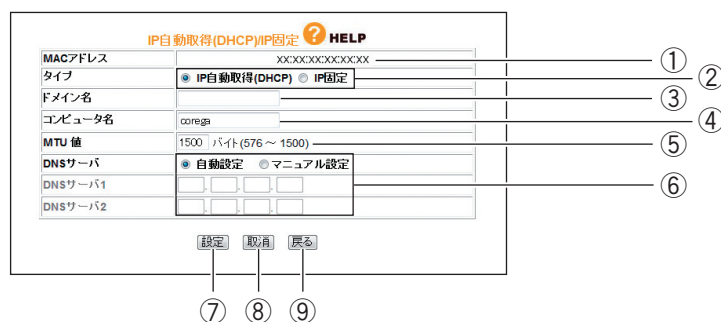 IP自動取得(DHCP)/IP固定 ? HELP
MACアドレス XX:XX:XX:XX:XX:XX ①
タイプ IP自動取得(DHCP) IP固定 ②
ドメイン名 ③
コンピュータ名 corega ④
MTU 値 1500 バイト(576 ～ 1500) ⑤
DNSサーバ 自動設定 マニュアル設定 ⑥
DNSサーバ1 . . .
DNSサーバ2 . . .
設定 取消 戻る
⑦ ⑧ ⑨